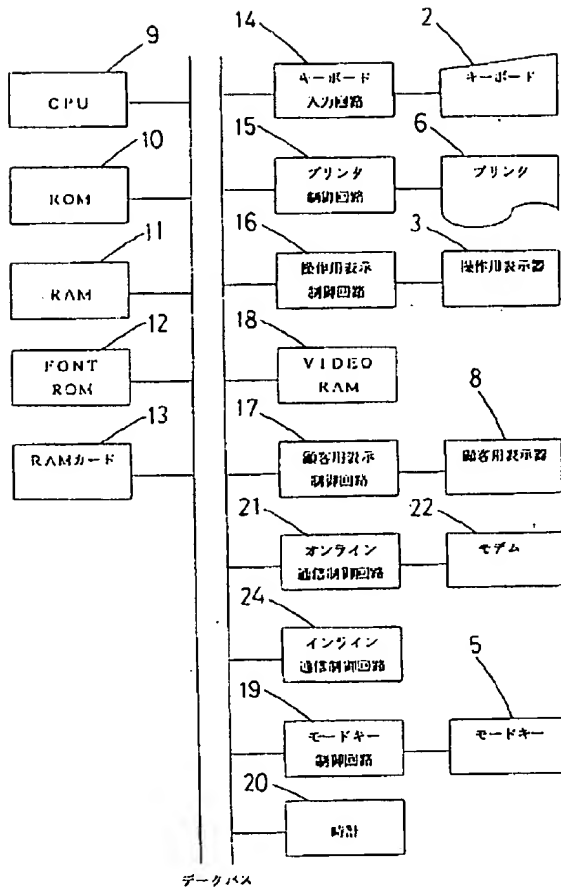 9
CPU
10
ROM
11
RAM
12
FONT
ROM
13
RAMカード
14
キーボード
入力回路
2
キーボード
15
プリンタ
制御回路
6
プリンタ
16
操作用表示
制御回路
3
操作用表示器
18
VIDEO
RAM
17
顧客用表示
制御回路
8
顧客用表示器
21
オンライン
通信制御回路
22
モデム
24
インライン
通信制御回路
19
モードキー
制御回路
5
モードキー
20
時計
データバス